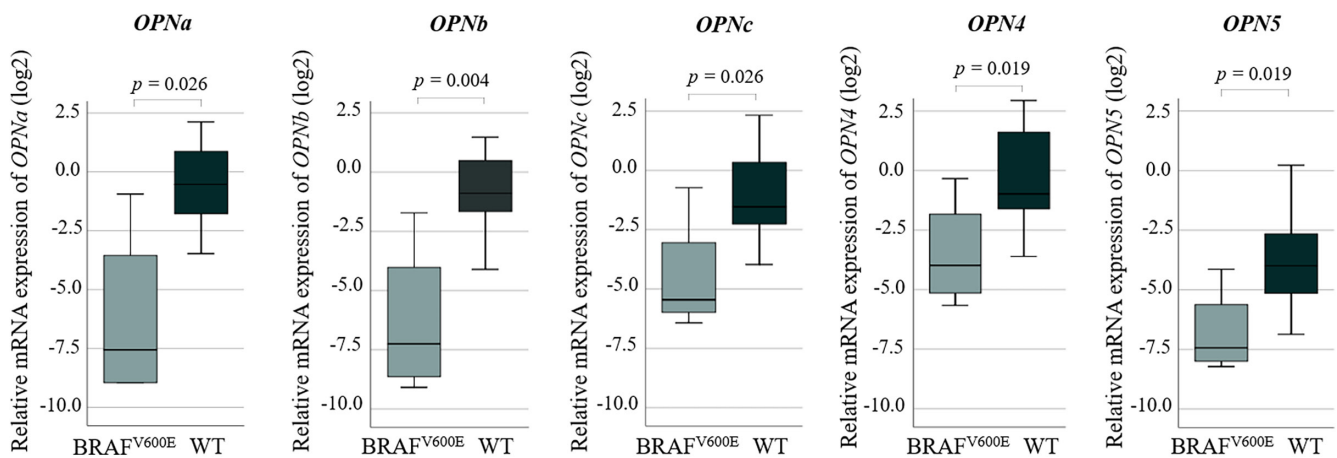 OPNa
Relative mRNA expression of OPNa (log2)
p = 0.026
2.5
0.0
-2.5
-5.0
-7.5
-10.0
BRAFV600E WT
OPNb
Relative mRNA expression of OPNb (log2)
p = 0.004
2.5
0.0
-2.5
-5.0
-7.5
-10.0
BRAFV600E WT
OPNc
Relative mRNA expression of OPNc (log2)
p = 0.026
2.5
0.0
-2.5
-5.0
-7.5
-10.0
BRAFV600E WT
OPN4
Relative mRNA expression of OPN4 (log2)
p = 0.019
2.5
0.0
-2.5
-5.0
-7.5
-10.0
BRAFV600E WT
OPN5
Relative mRNA expression of OPN5 (log2)
p = 0.019
2.5
0.0
-2.5
-5.0
-7.5
-10.0
BRAFV600E WT